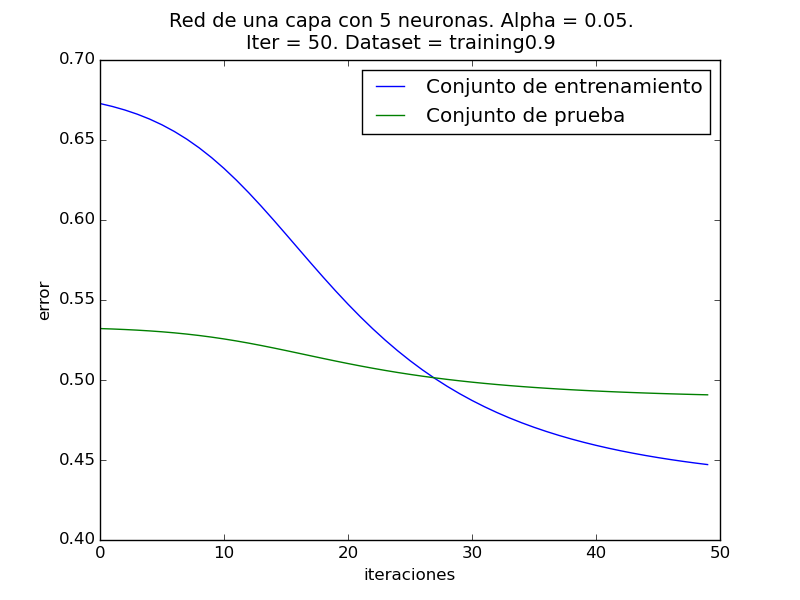 Red de una capa con 5 neuronas. Alpha = 0.05.
Iter = 50. Dataset = training0.9
Conjunto de entrenamiento
Conjunto de prueba
0.70
0.65
0.60
0.55
0.50
0.45
0.40
error
0 10 20 30 40 50
iteraciones